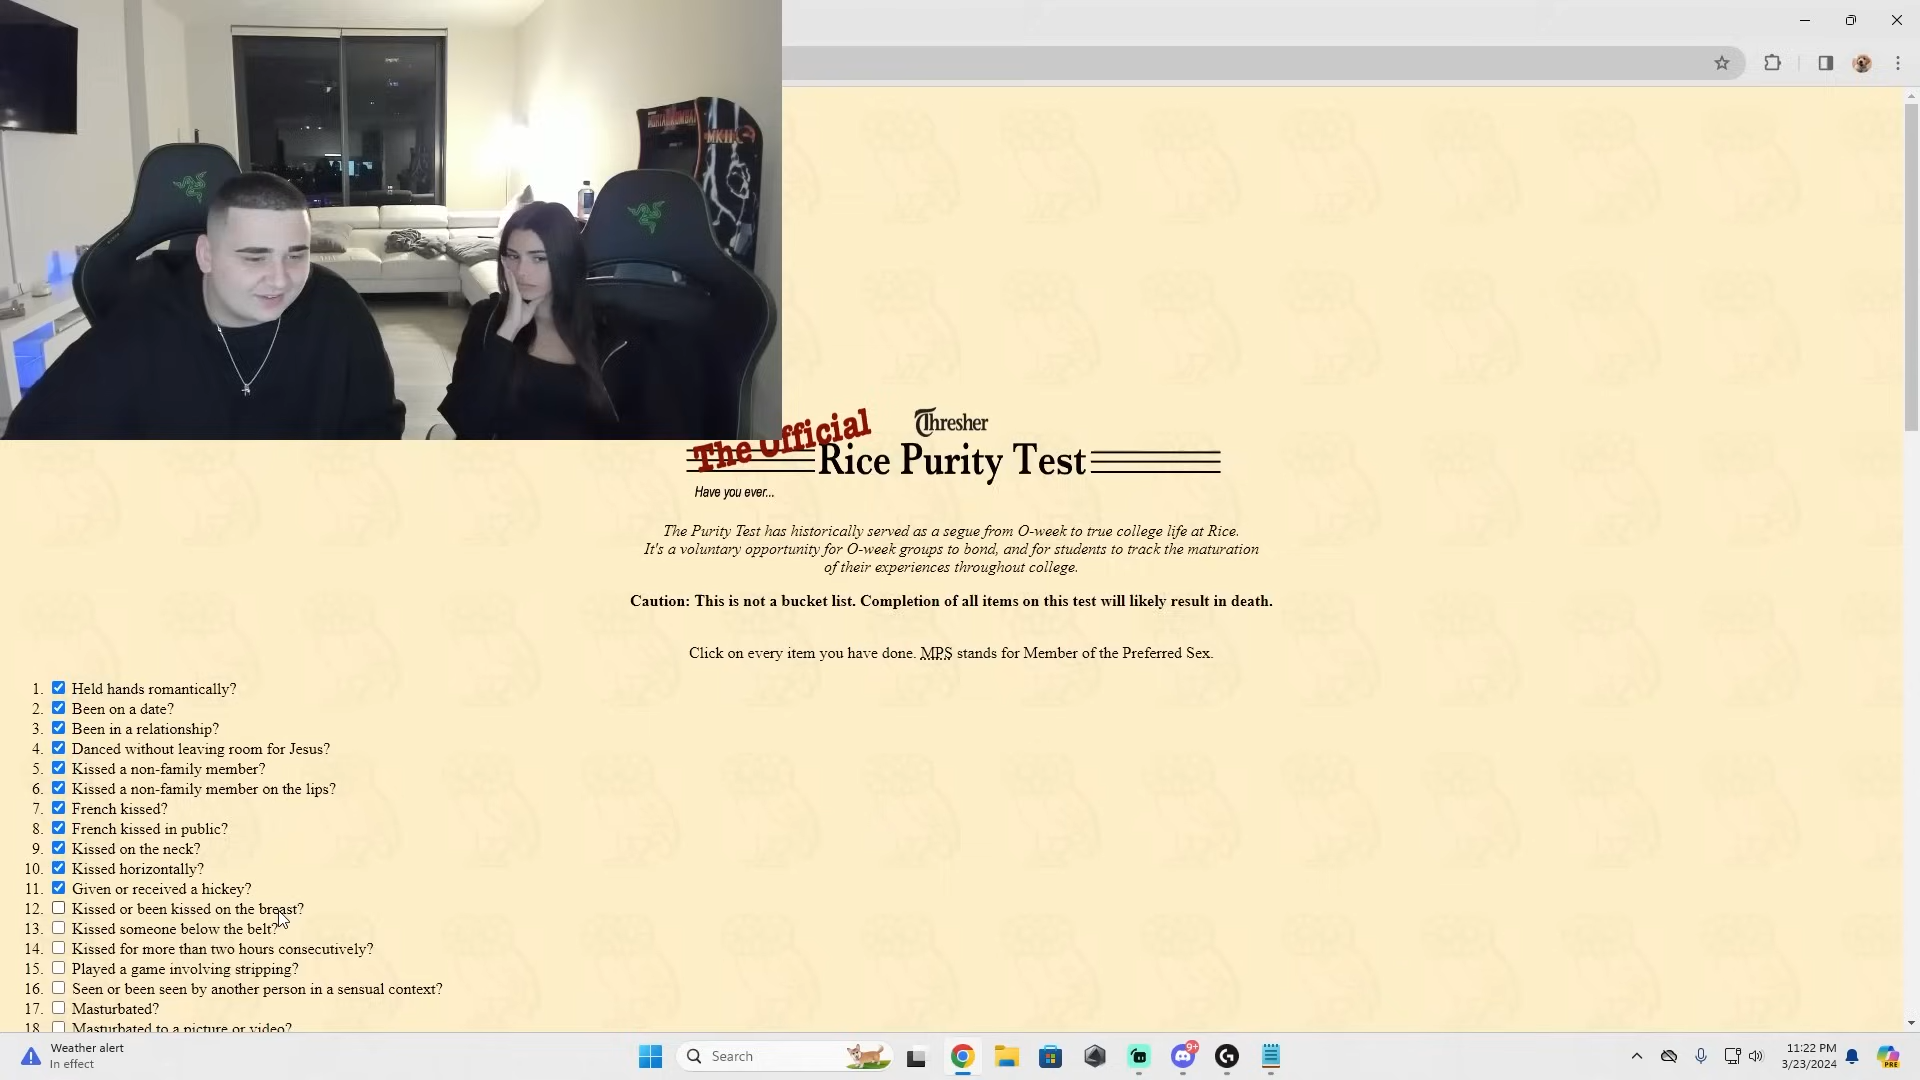 MORTAL KOMBAT
MKII
The Official
Thresher
Rice Purity Test
Have you ever...
The Purity Test has historically served as a segue from O-week to true college life at Rice.
It's a voluntary opportunity for O-week groups to bond, and for students to track the maturation
of their experiences throughout college.
Caution: This is not a bucket list. Completion of all items on this test will likely result in death.
Click on every item you have done. MPS stands for Member of the Preferred Sex.
1. Held hands romantically?
2. Been on a date?
3. Been in a relationship?
4. Danced without leaving room for Jesus?
5. Kissed a non-family member?
6. Kissed a non-family member on the lips?
7. French kissed?
8. French kissed in public?
9. Kissed on the neck?
10. Kissed horizontally?
11. Given or received a hickey?
12. Kissed or been kissed on the breast?
13. Kissed someone below the belt?
14. Kissed for more than two hours consecutively?
15. Played a game involving stripping?
16. Seen or been seen by another person in a sensual context?
17. Masturbated?
18. Masturbated to a picture or video?
Weather alert
In effect
Search
9+
11:22 PM
3/23/2024
PRE